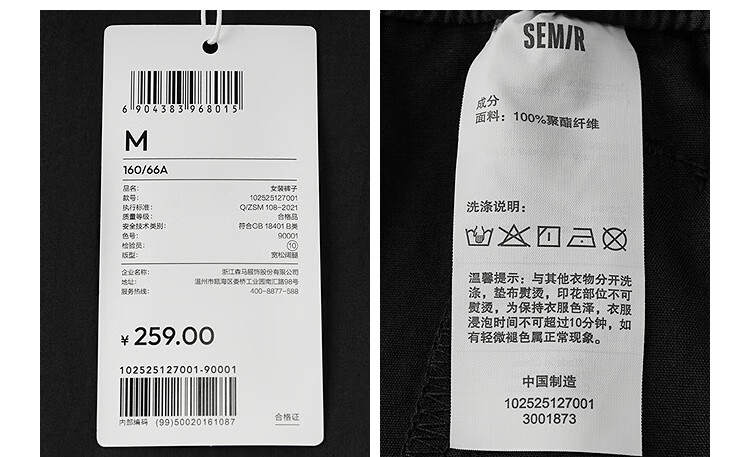 6 904383 968015
M
160/66A
品名: 女装裤子
款号: 102525127001
执行标准: Q/ZSM 108-2021
质量等级: 合格品
安全技术类别: 符合GB 18401 B类
色号: 90001
检验员: 10
版型: 宽松阔腿
企业名称: 浙江森马服饰股份有限公司
地址: 温州市瓯海区娄桥工业园南汇路98号
服务热线: 400-8877-588
¥ 259.00
102525127001-90001
内部编码 (99)50020161087
合格证
SEMIR
成分
面料: 100%聚酯纤维
洗涤说明:
温馨提示: 与其他衣物分开洗
涤, 垫布熨烫, 印花部位不可
熨烫, 为保持衣服色泽, 衣服
浸泡时间不可超过10分钟, 如
有轻微褪色属正常现象。
中国制造
102525127001
3001873